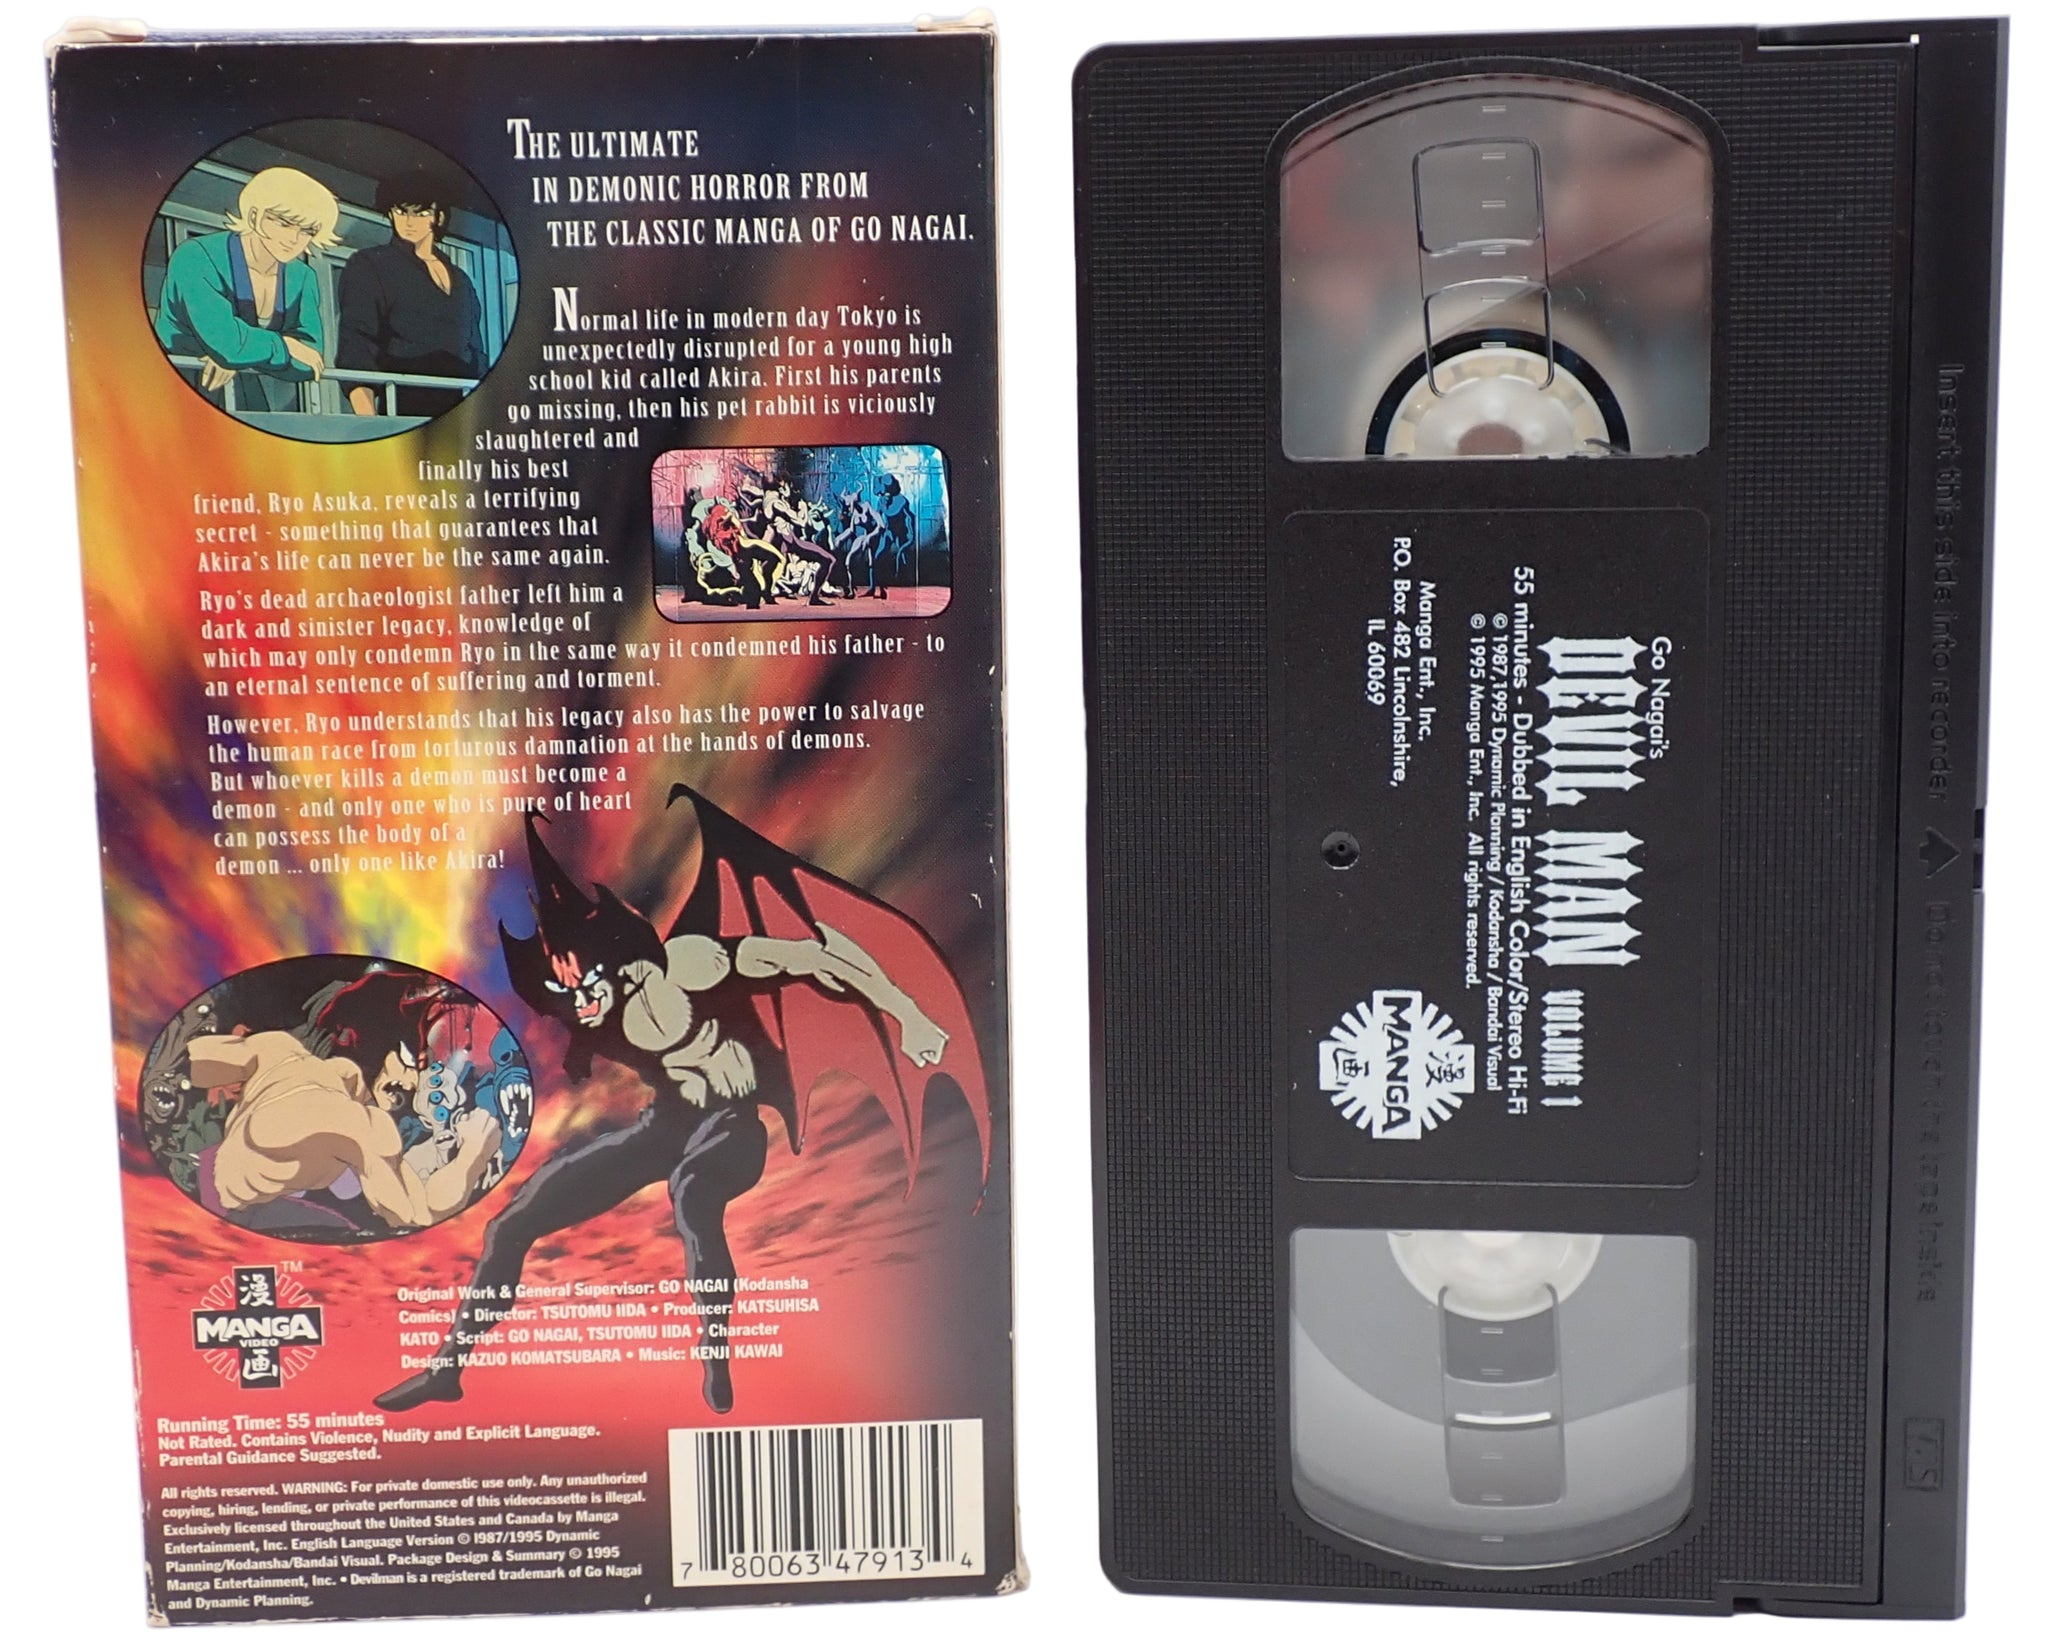 THE ULTIMATE
IN DEMONIC HORROR FROM
THE CLASSIC MANGA OF GO NAGAI.
Normal life in modern day Tokyo is
unexpectedly disrupted for a young high
school kid called Akira. First his parents
go missing, then his pet rabbit is viciously
slaughtered and
finally his best
friend, Ryo Asuka, reveals a terrifying
secret - something that guarantees that
Akira's life can never be the same again.
Ryo's dead archaeologist father left him a
dark and sinister legacy, knowledge of
which may only condemn Ryo in the same way it condemned his father - to
an eternal sentence of suffering and torment.
However, Ryo understands that his legacy also has the power to salvage
the human race from torturous damnation at the hands of demons.
But whoever kills a demon must become a
demon - and only one who is pure of heart
can possess the body of a
demon ... only one like Akira!
TM
漫
MANGA
VIDEO
画
Original Work & General Supervisor: GO NAGAI (Kodansha
Comics) • Director: TSUTOMU IIDA • Producer: KATSUHISA
KATO • Script: GO NAGAI, TSUTOMU IIDA • Character
Design: KAZUO KOMATSUBARA • Music: KENJI KAWAI
Running Time: 55 minutes
Not Rated. Contains Violence, Nudity and Explicit Language.
Parental Guidance Suggested.
All rights reserved. WARNING: For private domestic use only. Any unauthorized
copying, hiring, lending, or private performance of this videocassette is illegal.
Exclusively licensed throughout the United States and Canada by Manga
Entertainment, Inc. English Language Version © 1987/1995 Dynamic
Planning/Kodansha/Bandai Visual. Package Design & Summary © 1995
Manga Entertainment, Inc. • Devilman is a registered trademark of Go Nagai
and Dynamic Planning.
7 80063 47913 4
Go Nagai's
DEVIL MAN VOLUME 1
55 minutes - Dubbed in English Color/Stereo Hi-Fi
© 1987,1995 Dynamic Planning / Kodansha / Bandai Visual
© 1995 Manga Ent., Inc. All rights reserved.
Manga Ent., Inc.
P.O. Box 482 Lincolnshire,
IL 60069
漫
MANGA
画
Insert this side into recorder
Do not touch the tape inside